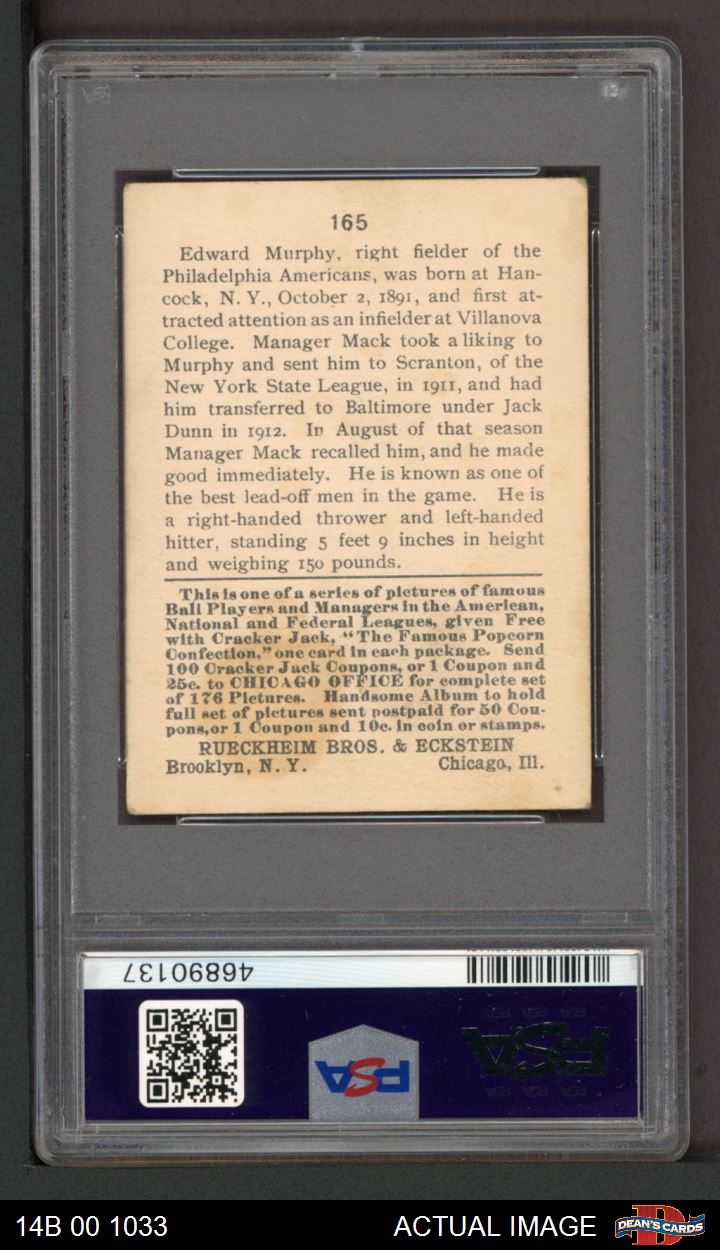 165
Edward Murphy, right fielder of the
Philadelphia Americans, was born at Han-
cock, N. Y., October 2, 1891, and first at-
tracted attention as an infielder at Villanova
College. Manager Mack took a liking to
Murphy and sent him to Scranton, of the
New York State League, in 1911, and had
him transferred to Baltimore under Jack
Dunn in 1912. In August of that season
Manager Mack recalled him, and he made
good immediately. He is known as one of
the best lead-off men in the game. He is
a right-handed thrower and left-handed
hitter, standing 5 feet 9 inches in height
and weighing 150 pounds.
This is one of a series of pictures of famous
Ball Players and Managers in the American,
National and Federal Leagues, given Free
with Cracker Jack, "The Famous Popcorn
Confection," one card in each package. Send
100 Cracker Jack Coupons, or 1 Coupon and
25c. to CHICAGO OFFICE for complete set
of 176 Pictures. Handsome Album to hold
full set of pictures sent postpaid for 50 Cou-
pons, or 1 Coupon and 10c. in coin or stamps.
RUECKHEIM BROS. & ECKSTEIN
Brooklyn, N. Y. Chicago, Ill.
46890137
PSA
PSA
14B 00 1033 ACTUAL IMAGE DEAN'S CARDS